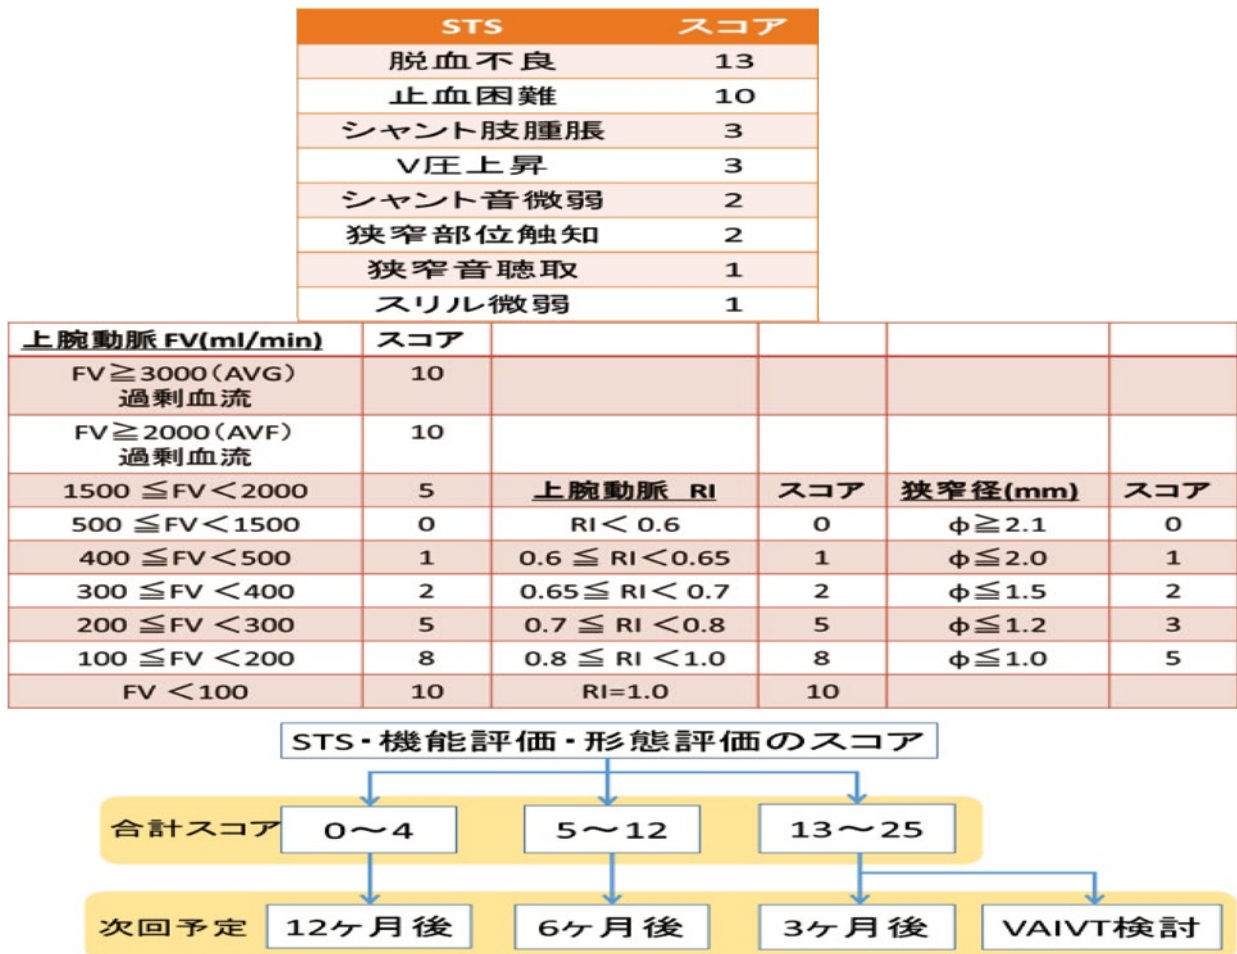 STS スコア
脱血不良 13
止血困難 10
シャント肢腫脹 3
V圧上昇 3
シャント音微弱 2
狭窄部位触知 2
狭窄音聴取 1
スリル微弱 1
上腕動脈 FV(ml/min) スコア
FV≧3000(AVG) 10
過剰血流
FV≧2000(AVF) 10
過剰血流
1500 ≦FV<2000 5 上腕動脈 RI スコア 狭窄径(mm) スコア
500 ≦FV<1500 0 RI< 0.6 0 φ≧2.1 0
400 ≦FV<500 1 0.6 ≦ RI<0.65 1 φ≦2.0 1
300 ≦FV <400 2 0.65≦ RI< 0.7 2 φ≦1.5 2
200 ≦FV <300 5 0.7 ≦ RI <0.8 5 φ≦1.2 3
100 ≦FV <200 8 0.8 ≦ RI <1.0 8 φ≦1.0 5
FV <100 10 RI=1.0 10
STS・機能評価・形態評価のスコア
合計スコア 0～4 5～12 13～25
次回予定 12ヶ月後 6ヶ月後 3ヶ月後 VAIVT検討